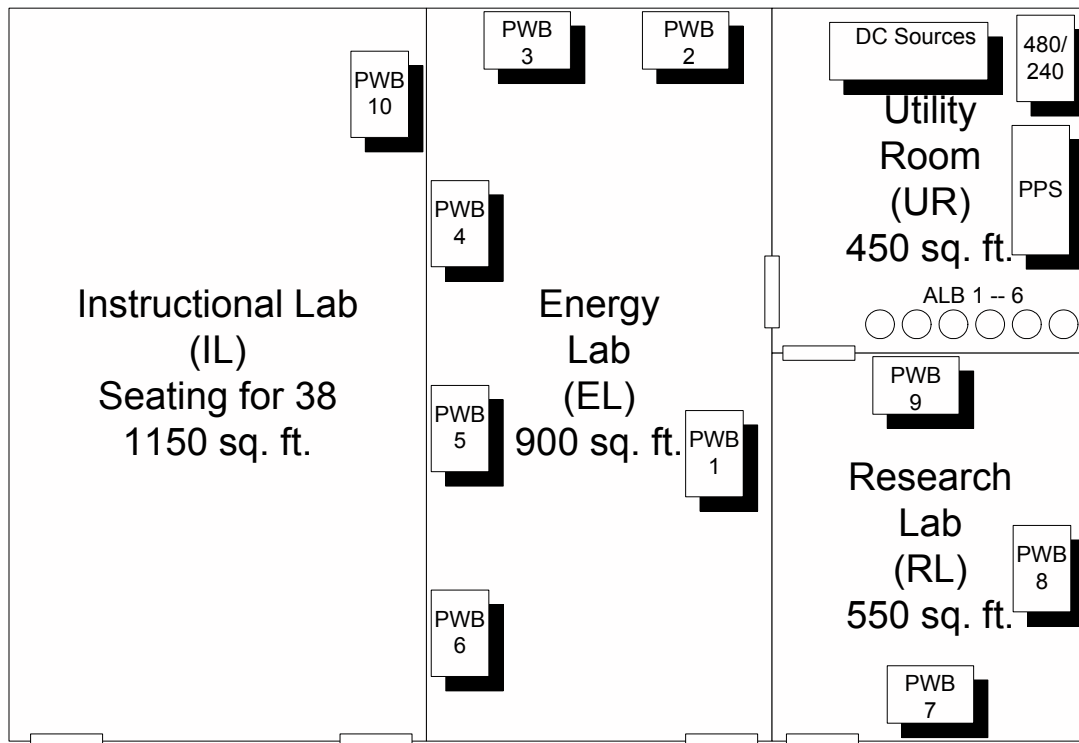 PWB
10
Instructional Lab
(IL)
Seating for 38
1150 sq. ft.
PWB
3
PWB
2
PWB
4
Energy
Lab
(EL)
900 sq. ft.
PWB
5
PWB
1
PWB
6
DC Sources
480/
240
Utility
Room
(UR)
450 sq. ft.
PPS
ALB 1 -- 6
PWB
9
Research
Lab
(RL)
550 sq. ft.
PWB
8
PWB
7